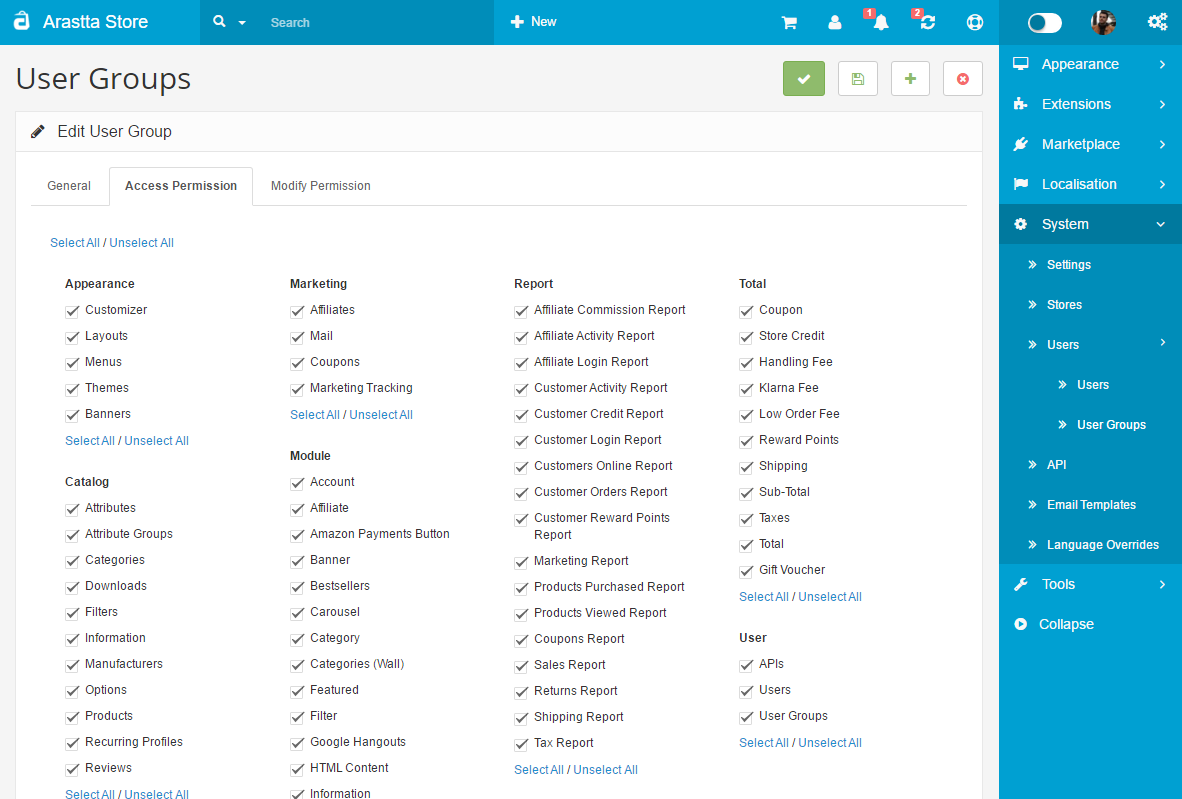 Arastta Store
Search
New
1
2
User Groups
Edit User Group
General
Access Permission
Modify Permission
Select All / Unselect All
Appearance
Customizer
Layouts
Menus
Themes
Banners
Select All / Unselect All
Catalog
Attributes
Attribute Groups
Categories
Downloads
Filters
Information
Manufacturers
Options
Products
Recurring Profiles
Reviews
Select All / Unselect All
Marketing
Affiliates
Mail
Coupons
Marketing Tracking
Select All / Unselect All
Module
Account
Affiliate
Amazon Payments Button
Banner
Bestsellers
Carousel
Category
Categories (Wall)
Featured
Filter
Google Hangouts
HTML Content
Information
Report
Affiliate Commission Report
Affiliate Activity Report
Affiliate Login Report
Customer Activity Report
Customer Credit Report
Customer Login Report
Customers Online Report
Customer Orders Report
Customer Reward Points
Report
Marketing Report
Products Purchased Report
Products Viewed Report
Coupons Report
Sales Report
Returns Report
Shipping Report
Tax Report
Select All / Unselect All
Total
Coupon
Store Credit
Handling Fee
Klarna Fee
Low Order Fee
Reward Points
Shipping
Sub-Total
Taxes
Total
Gift Voucher
Select All / Unselect All
User
APIs
Users
User Groups
Select All / Unselect All
Appearance
Extensions
Marketplace
Localisation
System
Settings
Stores
Users
Users
User Groups
API
Email Templates
Language Overrides
Tools
Collapse